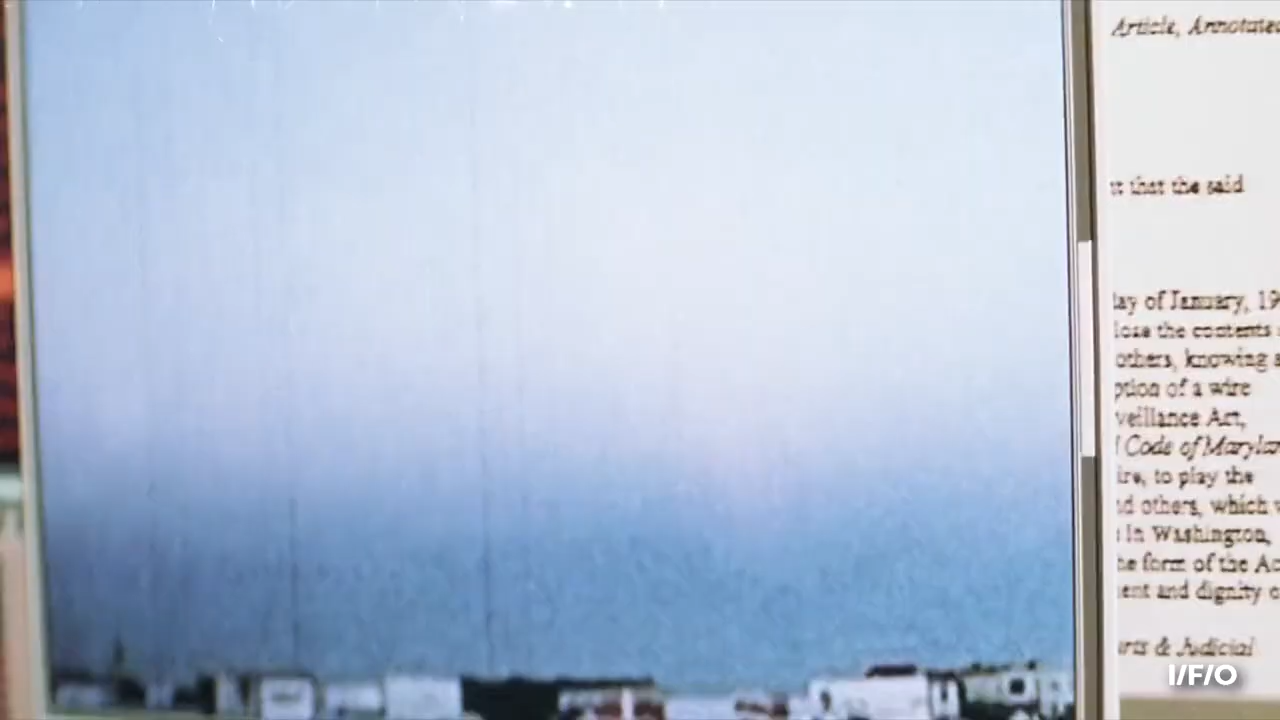 Article, Annotated
that the said
day of January, 19
the contents
others, knowing
ption of a wire
veillance Act,
Code of Marylan
ire, to play the
nd others, which
in Washington,
he form of the Ac
ent and dignity o
rts & Judicial
I/F/O